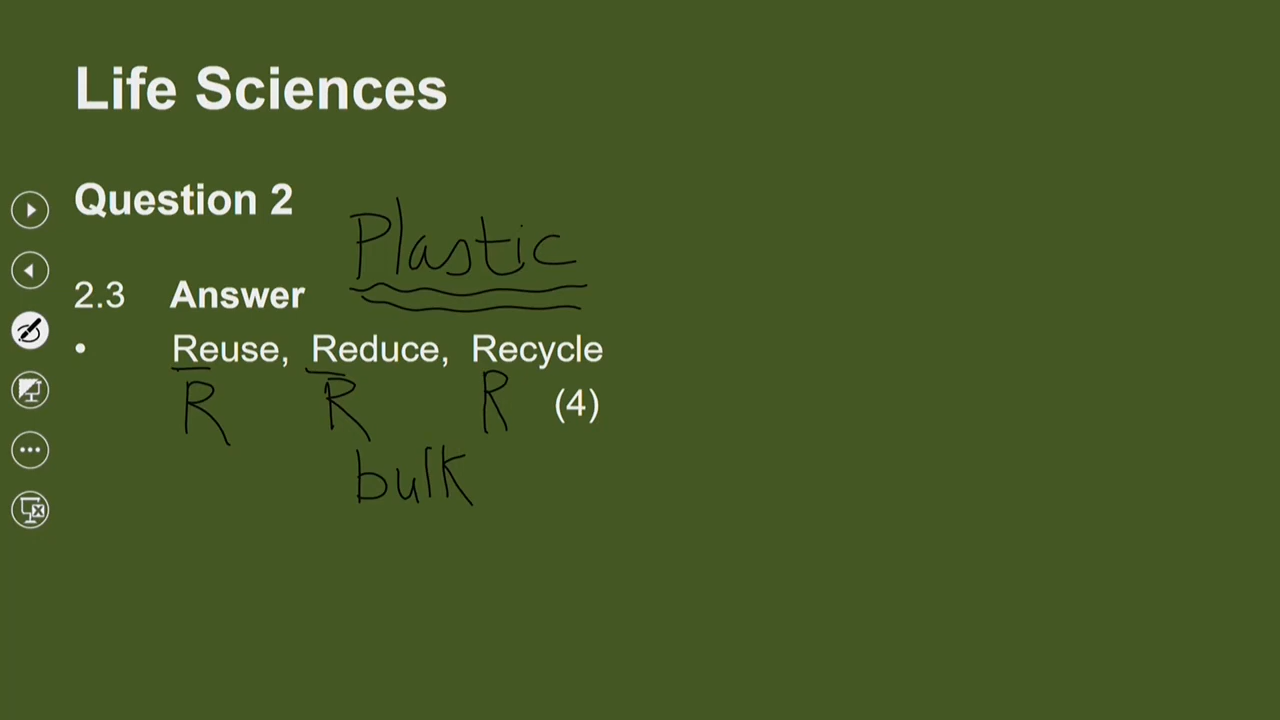 Life Sciences
Question 2
Plastic
2.3 Answer
• Reuse, Reduce, Recycle
R R R (4)
bulk